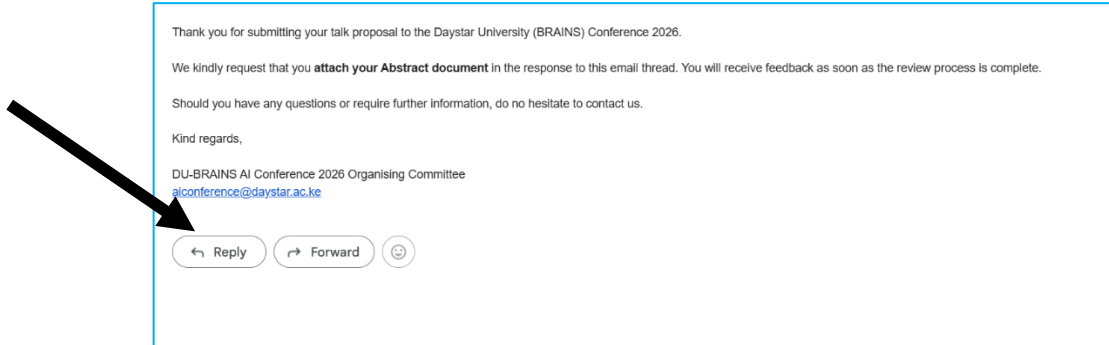 Thank you for submitting your talk proposal to the Daystar University (BRAINS) Conference 2026.
We kindly request that you attach your Abstract document in the response to this email thread. You will receive feedback as soon as the review process is complete.
Should you have any questions or require further information, do no hesitate to contact us.
Kind regards,
DU-BRAINS AI Conference 2026 Organising Committee
aiconference@daystar.ac.ke
Reply Forward